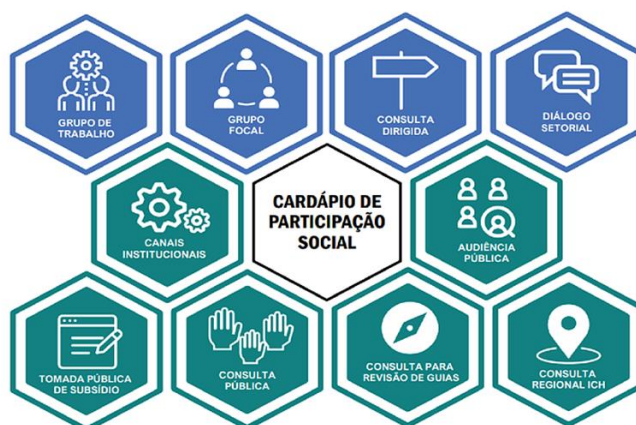 GRUPO DE
TRABALHO
GRUPO
FOCAL
CONSULTA
DIRIGIDA
DIÁLOGO
SETORIAL
CANAIS
INSTITUCIONAIS
CARDÁPIO DE
PARTICIPAÇÃO
SOCIAL
AUDIÊNCIA
PÚBLICA
TOMADA PÚBLICA
DE SUBSÍDIO
CONSULTA
PÚBLICA
CONSULTA PARA
REVISÃO DE GUIAS
CONSULTA
REGIONAL ICH